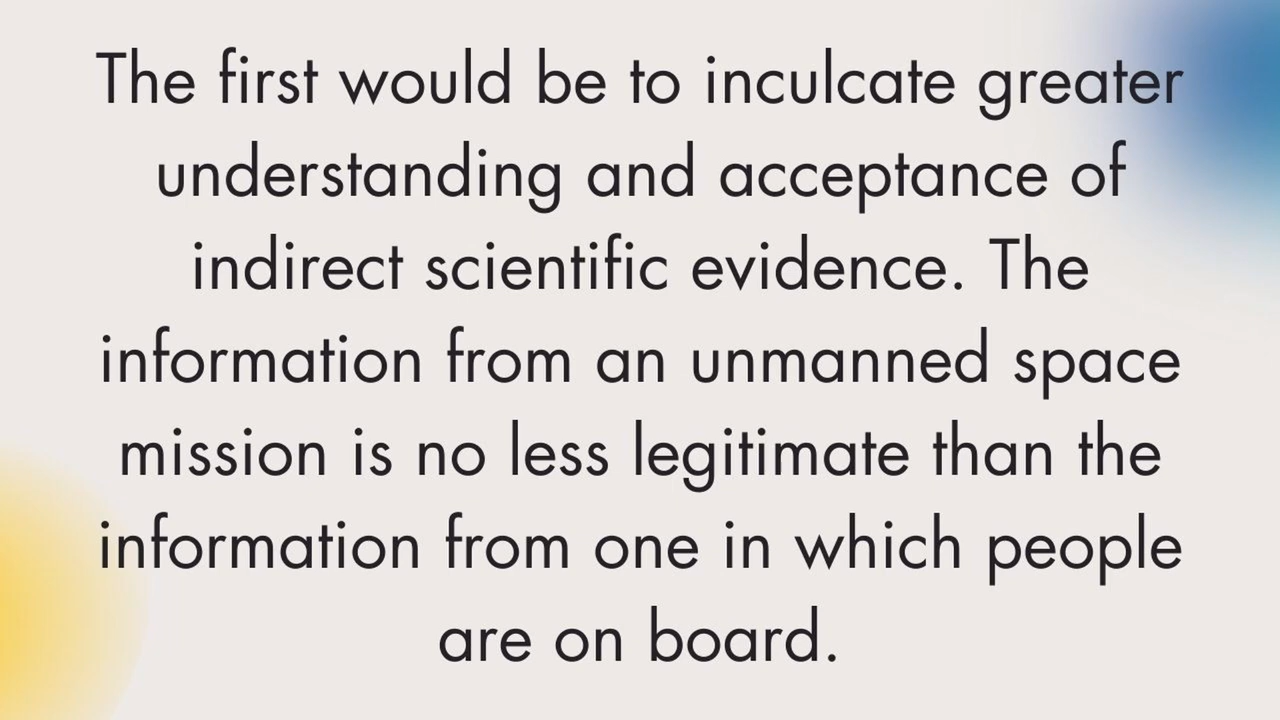 The first would be to inculcate greater
understanding and acceptance of
indirect scientific evidence. The
information from an unmanned space
mission is no less legitimate than the
information from one in which people
are on board.